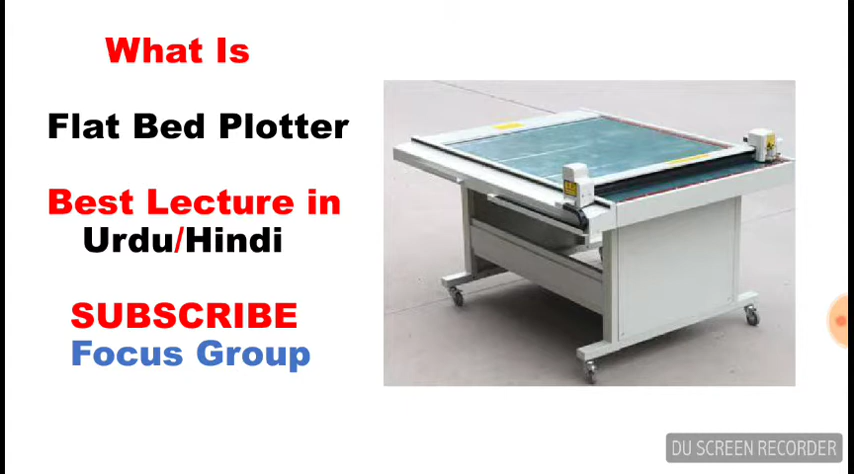 What Is
Flat Bed Plotter
Best Lecture in
Urdu/Hindi
SUBSCRIBE
Focus Group
DU SCREEN RECORDER